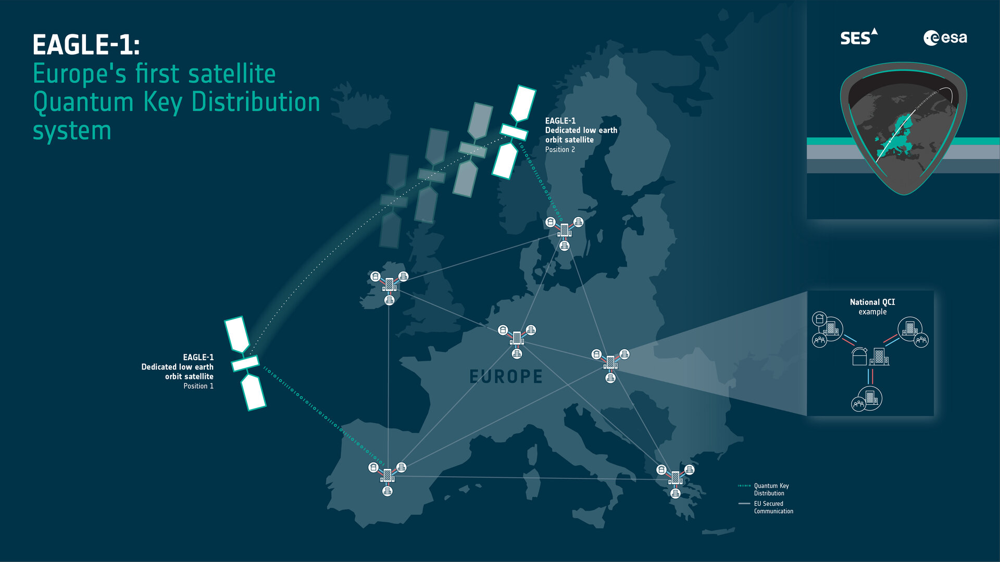 EAGLE-1:
Europe's first satellite
Quantum Key Distribution
system
SES
esa
EAGLE-1
Dedicated low earth
orbit satellite
Position 2
EAGLE-1
Dedicated low earth
orbit satellite
Position 1
EUROPE
National QCI
example
Quantum Key
Distribution
EU Secured
Communication